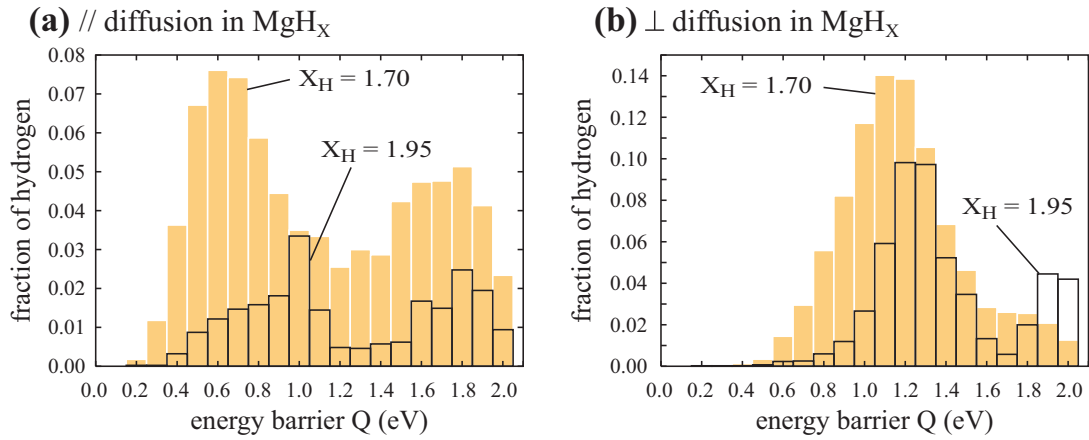 (a) // diffusion in MgH_X
0.08
0.07
0.06
0.05
0.04
0.03
0.02
0.01
0.00
fraction of hydrogen
X_H = 1.70
X_H = 1.95
0.0 0.2 0.4 0.6 0.8 1.0 1.2 1.4 1.6 1.8 2.0
energy barrier Q (eV)
(b) ⊥ diffusion in MgH_X
0.14
0.12
0.10
0.08
0.06
0.04
0.02
0.00
fraction of hydrogen
X_H = 1.70
X_H = 1.95
0.0 0.2 0.4 0.6 0.8 1.0 1.2 1.4 1.6 1.8 2.0
energy barrier Q (eV)